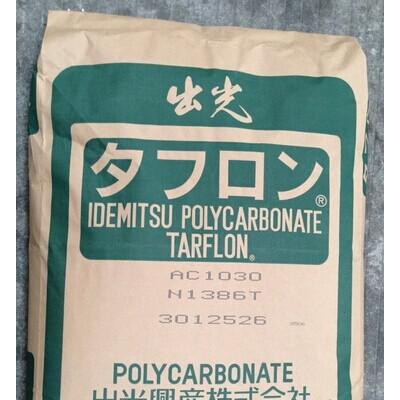 出光
タフロン®
IDEMITSU POLYCARBONATE
TARFLON®
AC1030
N1386T
3012526
POLYCARBONATE
出光興産株式会社